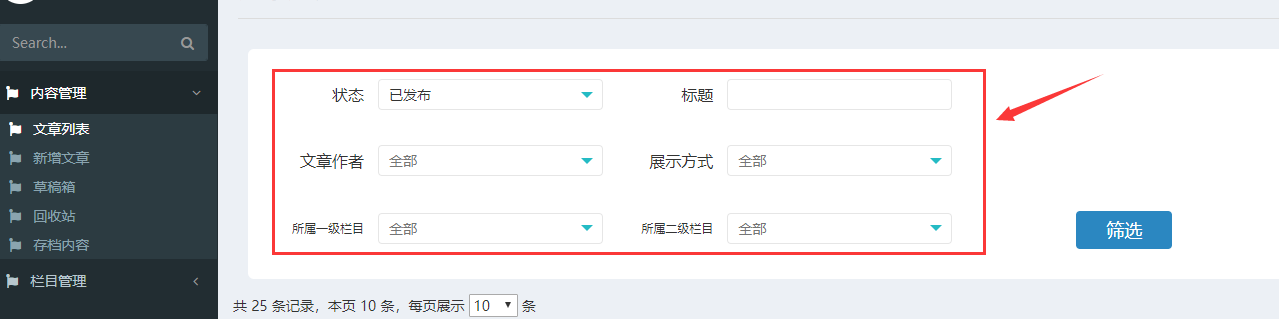 Search...
内容管理
文章列表
新增文章
草稿箱
回收站
存档内容
栏目管理
状态 已发布 标题
文章作者 全部 展示方式 全部
所属一级栏目 全部 所属二级栏目 全部
筛选
共 25 条记录，本页 10 条，每页展示 10 条